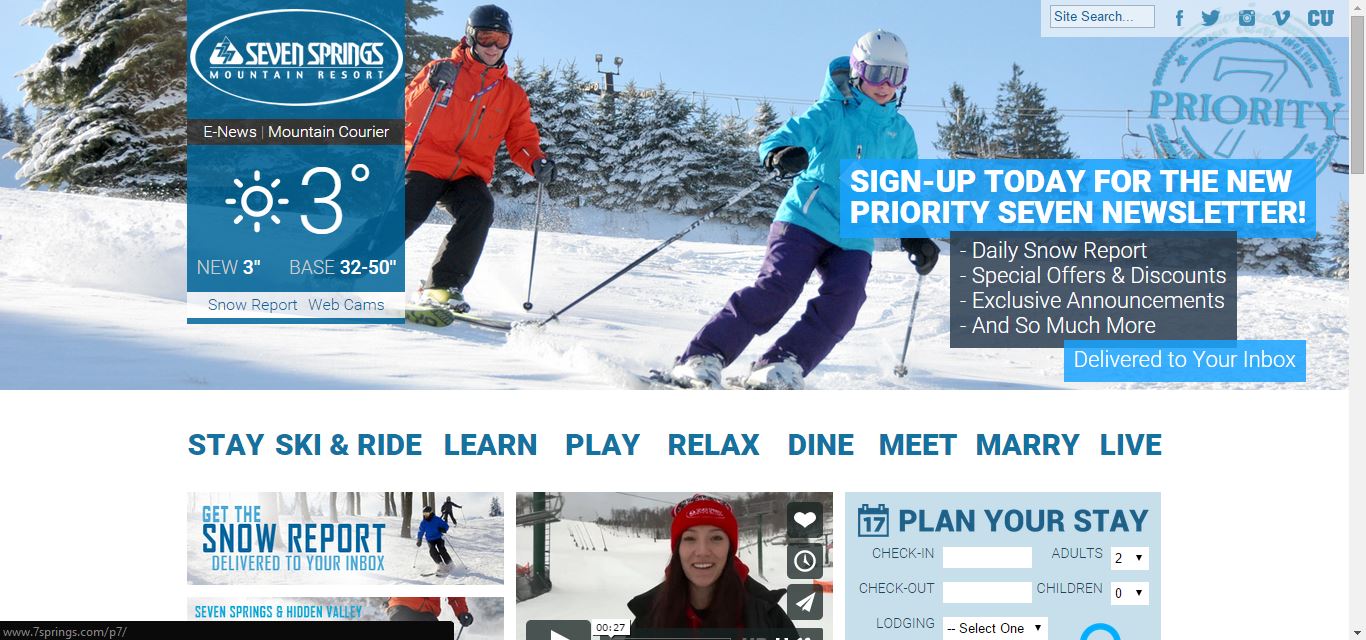 SEVEN SPRINGS
MOUNTAIN RESORT
E-News | Mountain Courier
3°
NEW 3" BASE 32-50"
Snow Report Web Cams
Site Search...
CU
7
PRIORITY
SIGN-UP TODAY FOR THE NEW
PRIORITY SEVEN NEWSLETTER!
- Daily Snow Report
- Special Offers & Discounts
- Exclusive Announcements
- And So Much More
Delivered to Your Inbox
STAY SKI & RIDE LEARN PLAY RELAX DINE MEET MARRY LIVE
GET THE
SNOW REPORT
DELIVERED TO YOUR INBOX
SEVEN SPRINGS & HIDDEN VALLEY
00:27
17 PLAN YOUR STAY
CHECK-IN ADULTS 2
CHECK-OUT CHILDREN 0
LODGING -- Select One
www.7springs.com/p7/